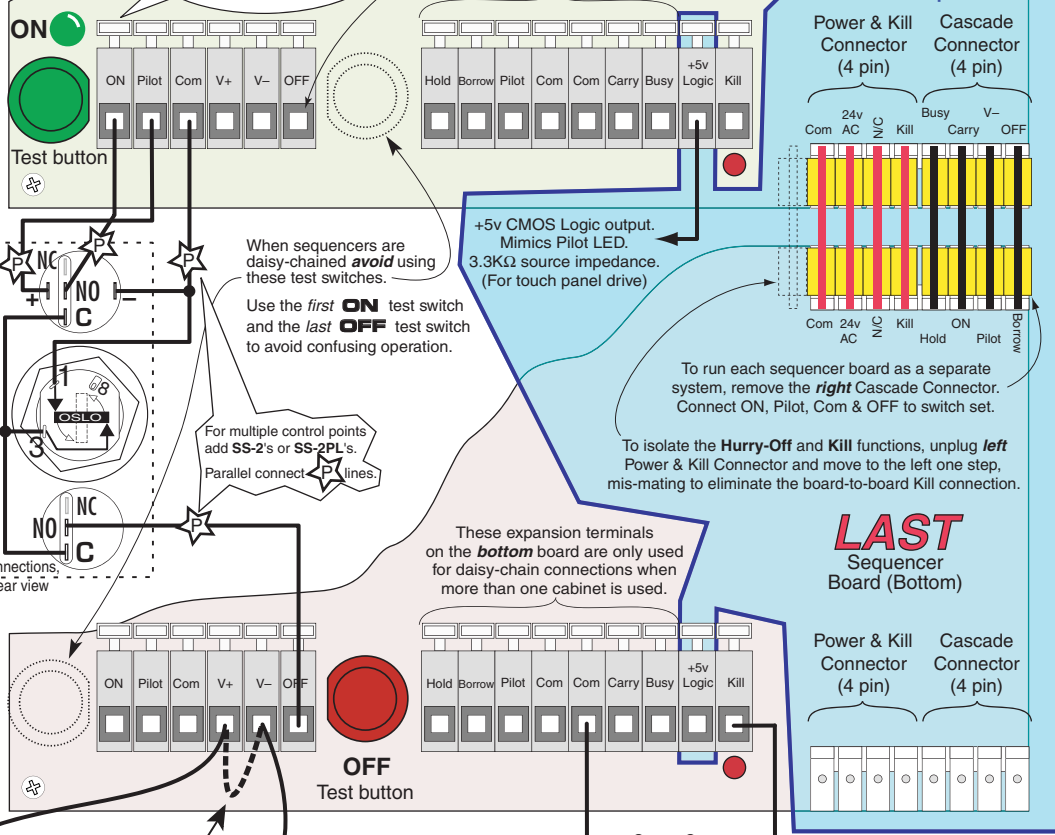 ON
Test button
ON Pilot Com V+ V– OFF
Hold Borrow Pilot Com Com Carry Busy +5v Logic Kill
Power & Kill
Connector
(4 pin)
Cascade
Connector
(4 pin)
Com 24v AC N/C Kill Busy Carry V– OFF
Com 24v AC N/C Kill Hold ON Pilot Borrow
+5v CMOS Logic output.
Mimics Pilot LED.
3.3KΩ source impedance.
(For touch panel drive)
When sequencers are
daisy-chained avoid using
these test switches.
Use the first ON test switch
and the last OFF test switch
to avoid confusing operation.
P
P
P
NC
NO
+
–
C
1
8
OSLO
3
For multiple control points
add SS-2's or SS-2PL's.
Parallel connect P lines.
NC
NO
C
P
nnections,
ear view
To run each sequencer board as a separate
system, remove the right Cascade Connector.
Connect ON, Pilot, Com & OFF to switch set.
To isolate the Hurry-Off and Kill functions, unplug left
Power & Kill Connector and move to the left one step,
mis-mating to eliminate the board-to-board Kill connection.
These expansion terminals
on the bottom board are only used
for daisy-chain connections when
more than one cabinet is used.
LAST
Sequencer
Board (Bottom)
ON Pilot Com V+ V– OFF
OFF
Test button
Hold Borrow Pilot Com Com Carry Busy +5v Logic Kill
Power & Kill
Connector
(4 pin)
Cascade
Connector
(4 pin)